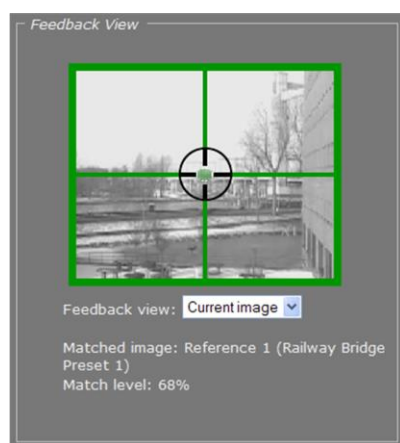 Feedback View
Feedback view: Current image
Matched image: Reference 1 (Railway Bridge
Preset 1)
Match level: 68%